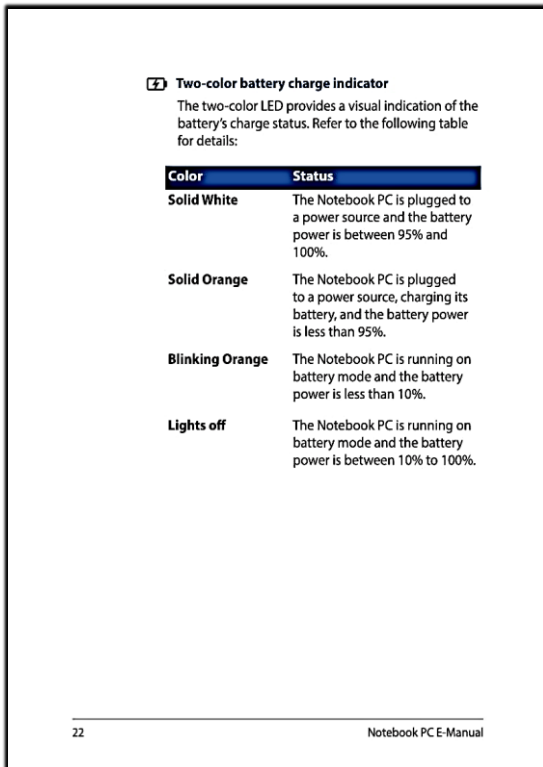 Two-color battery charge indicator
The two-color LED provides a visual indication of the
battery's charge status. Refer to the following table
for details:
Color Status
Solid White The Notebook PC is plugged to
a power source and the battery
power is between 95% and
100%.
Solid Orange The Notebook PC is plugged
to a power source, charging its
battery, and the battery power
is less than 95%.
Blinking Orange The Notebook PC is running on
battery mode and the battery
power is less than 10%.
Lights off The Notebook PC is running on
battery mode and the battery
power is between 10% to 100%.
22 Notebook PC E-Manual